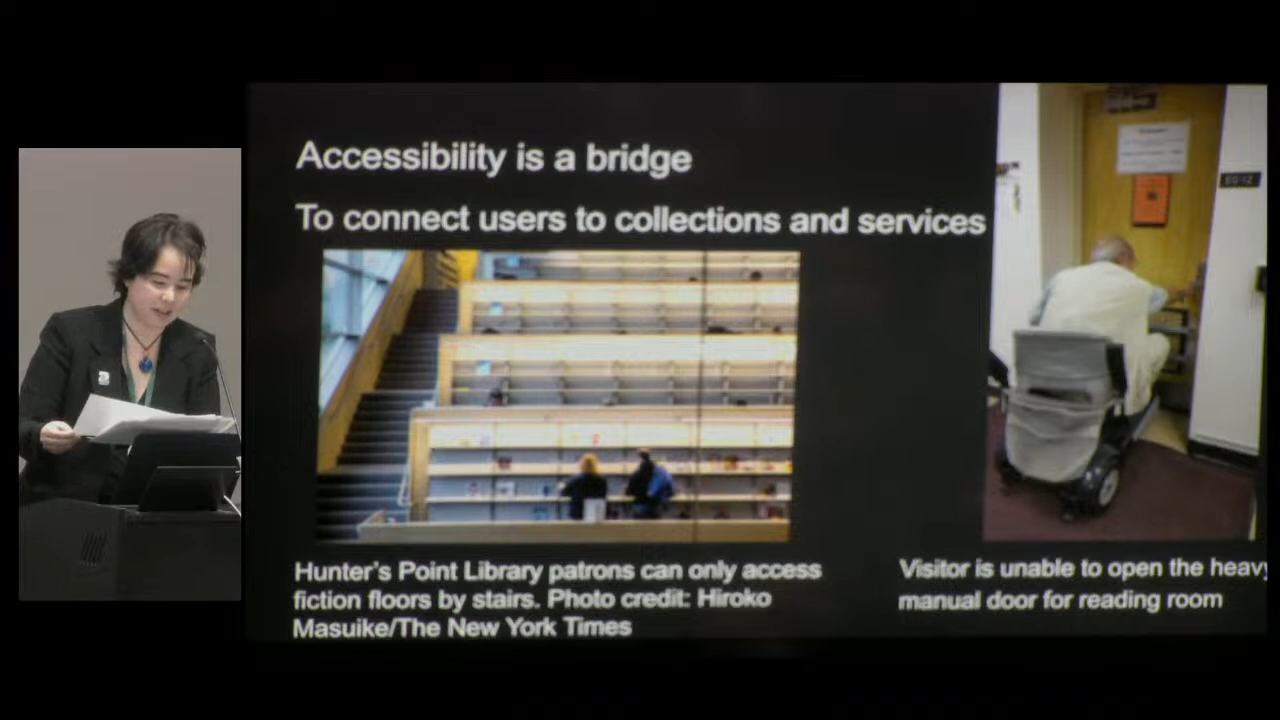 Accessibility is a bridge
To connect users to collections and services
Hunter's Point Library patrons can only access
fiction floors by stairs. Photo credit: Hiroko
Masuike/The New York Times
Visitor is unable to open the heavy
manual door for reading room